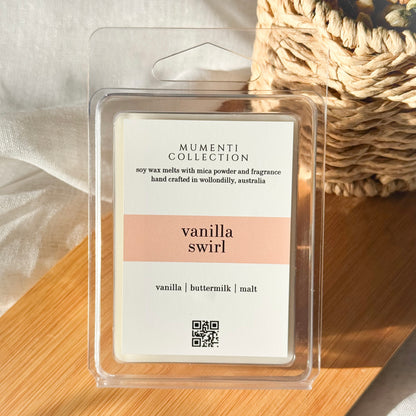 MUMENTI
COLLECTION
soy wax melts with mica powder and fragrance
hand crafted in wollondilly, australia
vanilla
swirl
vanilla | buttermilk | malt